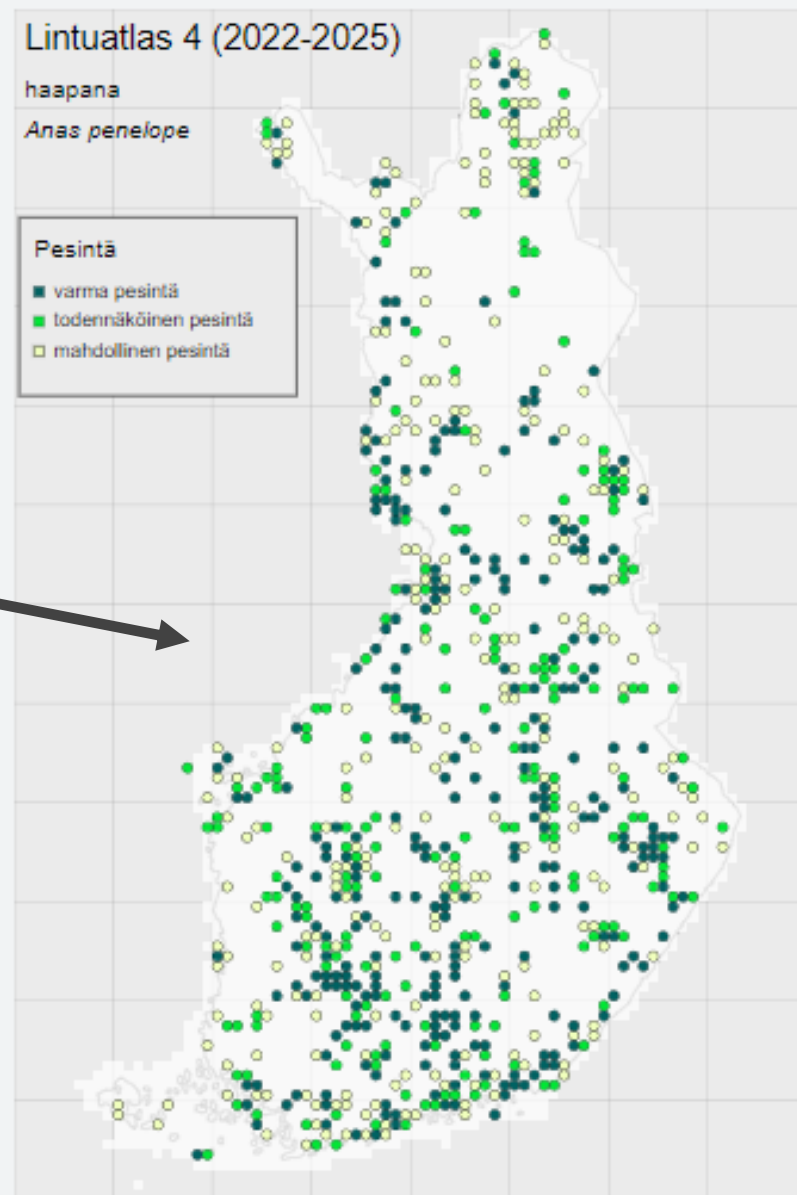 Lintuatlas 4 (2022-2025)
haapana
Anas penelope
Pesintä
varma pesintä
todennäköinen pesintä
mahdollinen pesintä